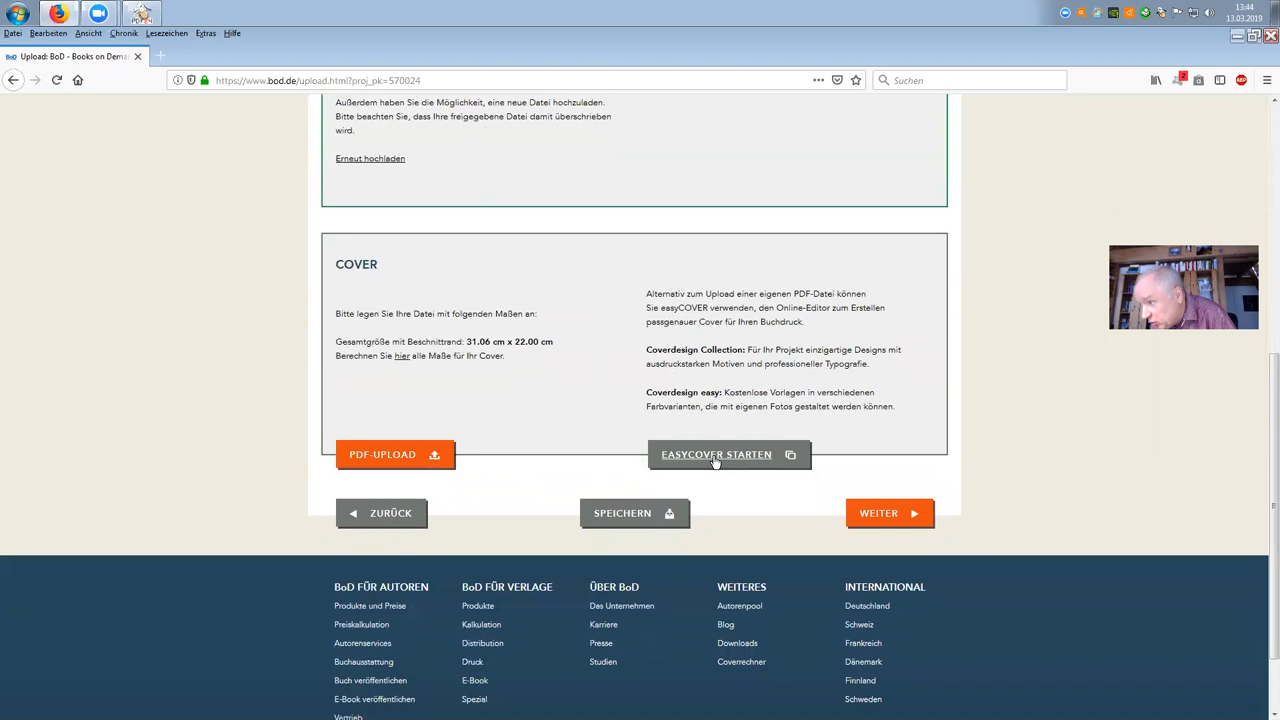 13:44
13.03.2019
Datei Bearbeiten Ansicht Chronik Lesezeichen Extras Hilfe
BoD Upload: BoD - Books on Dema
https://www.bod.de/upload.html?proj_pk=570024
Suchen
2
ABP
Außerdem haben Sie die Möglichkeit, eine neue Datei hochzuladen.
Bitte beachten Sie, dass Ihre freigegebene Datei damit überschrieben
wird.
Erneut hochladen
COVER
Bitte legen Sie Ihre Datei mit folgenden Maßen an:
Gesamtgröße mit Beschnittrand: 31.06 cm x 22.00 cm
Berechnen Sie hier alle Maße für Ihr Cover.
Alternativ zum Upload einer eigenen PDF-Datei können
Sie easyCOVER verwenden, den Online-Editor zum Erstellen
passgenauer Cover für Ihren Buchdruck.
Coverdesign Collection: Für Ihr Projekt einzigartige Designs mit
ausdruckstarken Motiven und professioneller Typografie.
Coverdesign easy: Kostenlose Vorlagen in verschiedenen
Farbvarianten, die mit eigenen Fotos gestaltet werden können.
PDF-UPLOAD
EASYCOVER STARTEN
ZURÜCK
SPEICHERN
WEITER
BoD FÜR AUTOREN
Produkte und Preise
Preiskalkulation
Autorenservices
Buchausstattung
Buch veröffentlichen
E-Book veröffentlichen
Vertrieb
BoD FÜR VERLAGE
Produkte
Kalkulation
Distribution
Druck
E-Book
Spezial
ÜBER BoD
Das Unternehmen
Karriere
Presse
Studien
WEITERES
Autorenpool
Blog
Downloads
Coverrechner
INTERNATIONAL
Deutschland
Schweiz
Frankreich
Dänemark
Finnland
Schweden